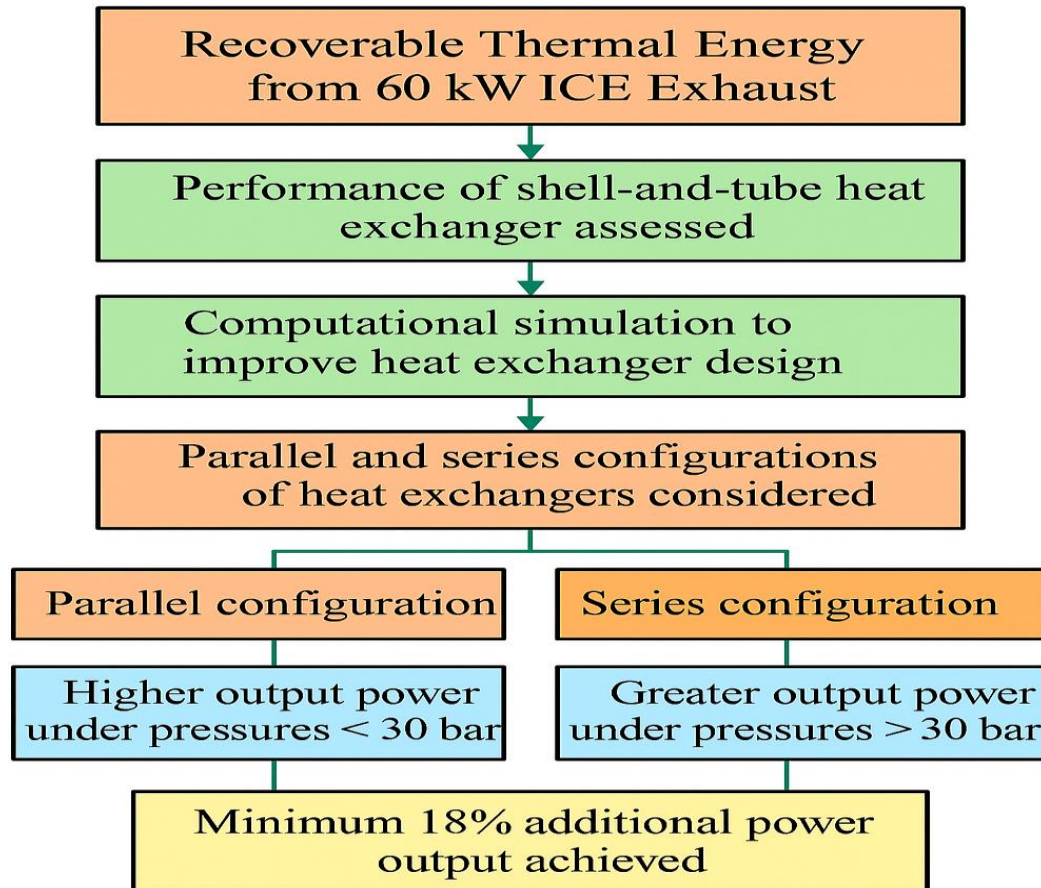 Recoverable Thermal Energy
from 60 kW ICE Exhaust
Performance of shell-and-tube heat
exchanger assessed
Computational simulation to
improve heat exchanger design
Parallel and series configurations
of heat exchangers considered
Parallel configuration
Higher output power
under pressures < 30 bar
Series configuration
Greater output power
under pressures > 30 bar
Minimum 18% additional power
output achieved